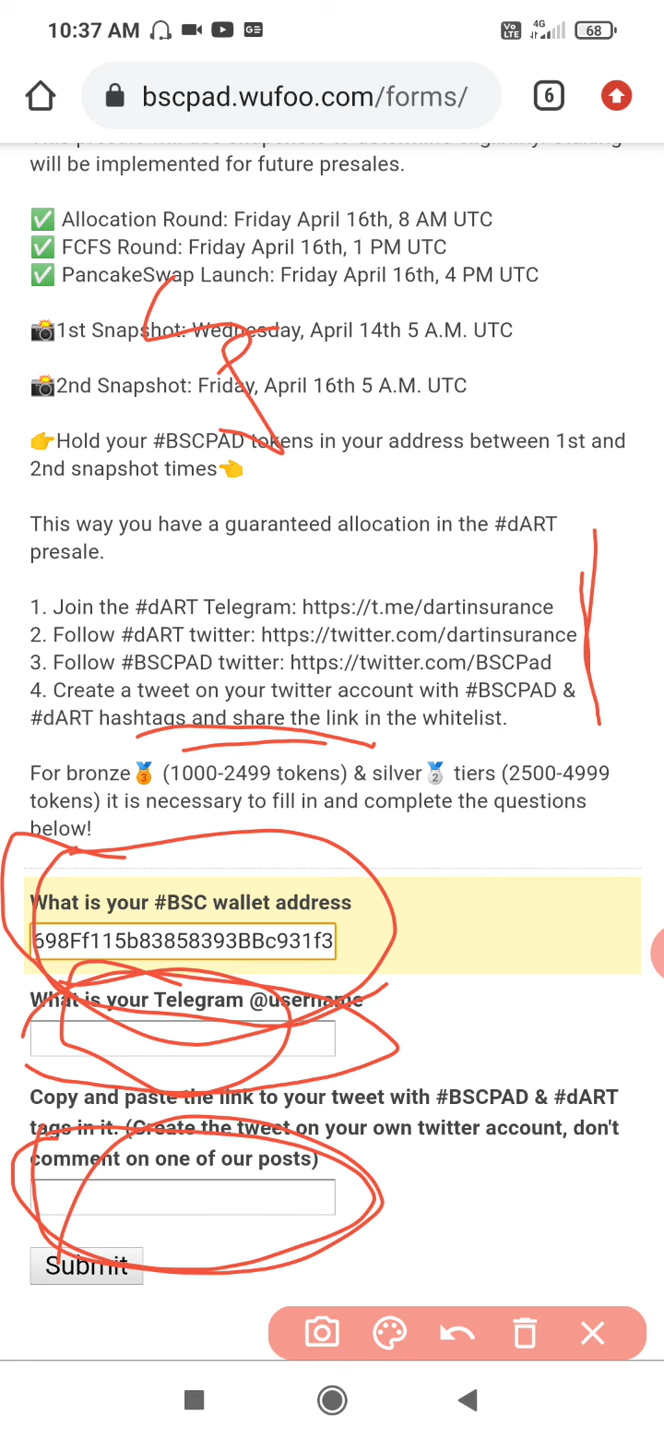 10:37 AM
Vo LTE 4G 68
bscpad.wufoo.com/forms/
6
will be implemented for future presales.
✅ Allocation Round: Friday April 16th, 8 AM UTC
✅ FCFS Round: Friday April 16th, 1 PM UTC
✅ PancakeSwap Launch: Friday April 16th, 4 PM UTC
📸1st Snapshot: Wednesday, April 14th 5 A.M. UTC
📸2nd Snapshot: Friday, April 16th 5 A.M. UTC
👉Hold your #BSCPAD tokens in your address between 1st and
2nd snapshot times👈
This way you have a guaranteed allocation in the #dART
presale.
1. Join the #dART Telegram: https://t.me/dartinsurance
2. Follow #dART twitter: https://twitter.com/dartinsurance
3. Follow #BSCPAD twitter: https://twitter.com/BSCPad
4. Create a tweet on your twitter account with #BSCPAD &
#dART hashtags and share the link in the whitelist.
For bronze🥉 (1000-2499 tokens) & silver🥈 tiers (2500-4999
tokens) it is necessary to fill in and complete the questions
below!
What is your #BSC wallet address
698Ff115b83858393BBc931f3
What is your Telegram @username
Copy and paste the link to your tweet with #BSCPAD & #dART
tags in it. (Create the tweet on your own twitter account, don't
comment on one of our posts)
Submit